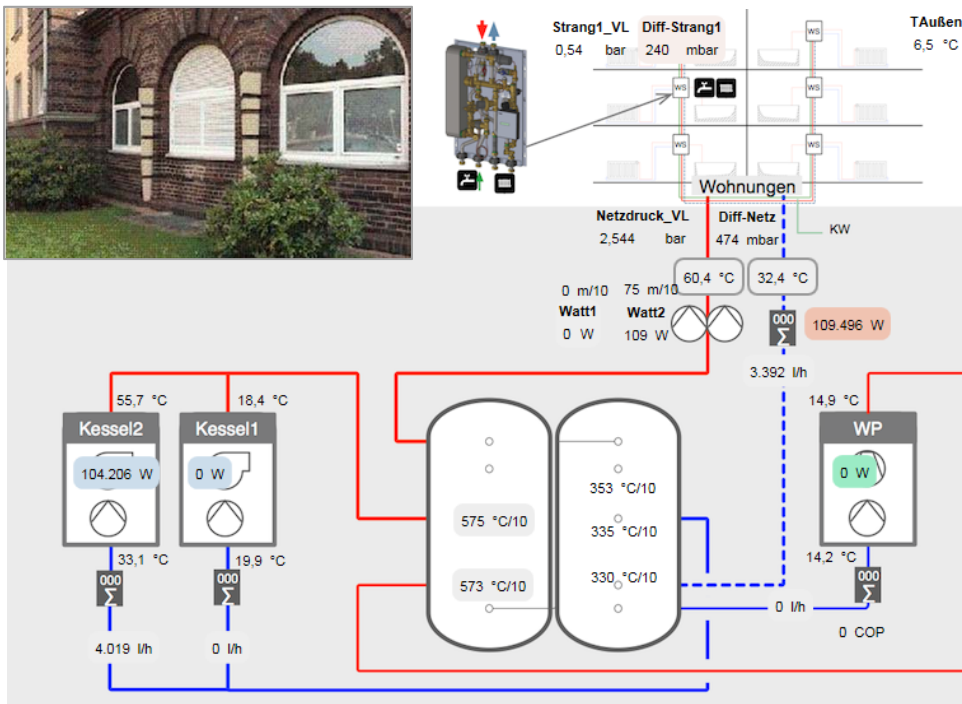 Strang1_VL Diff-Strang1
0,54 bar 240 mbar
TAußen
6,5 °C
WS
WS
WS
WS
WS
Wohnungen
Netzdruck_VL Diff-Netz
2,544 bar 474 mbar
KW
60,4 °C 32,4 °C
0 m/10 75 m/10
Watt1 Watt2
0 W 109 W
000
Σ
109.496 W
3.392 l/h
55,7 °C 18,4 °C 14,9 °C
Kessel2 Kessel1 WP
104.206 W 0 W 0 W
353 °C/10
575 °C/10 335 °C/10
33,1 °C 19,9 °C 14,2 °C
000 000 000
Σ Σ Σ
573 °C/10 330 °C/10
0 l/h
0 COP
4.019 l/h 0 l/h